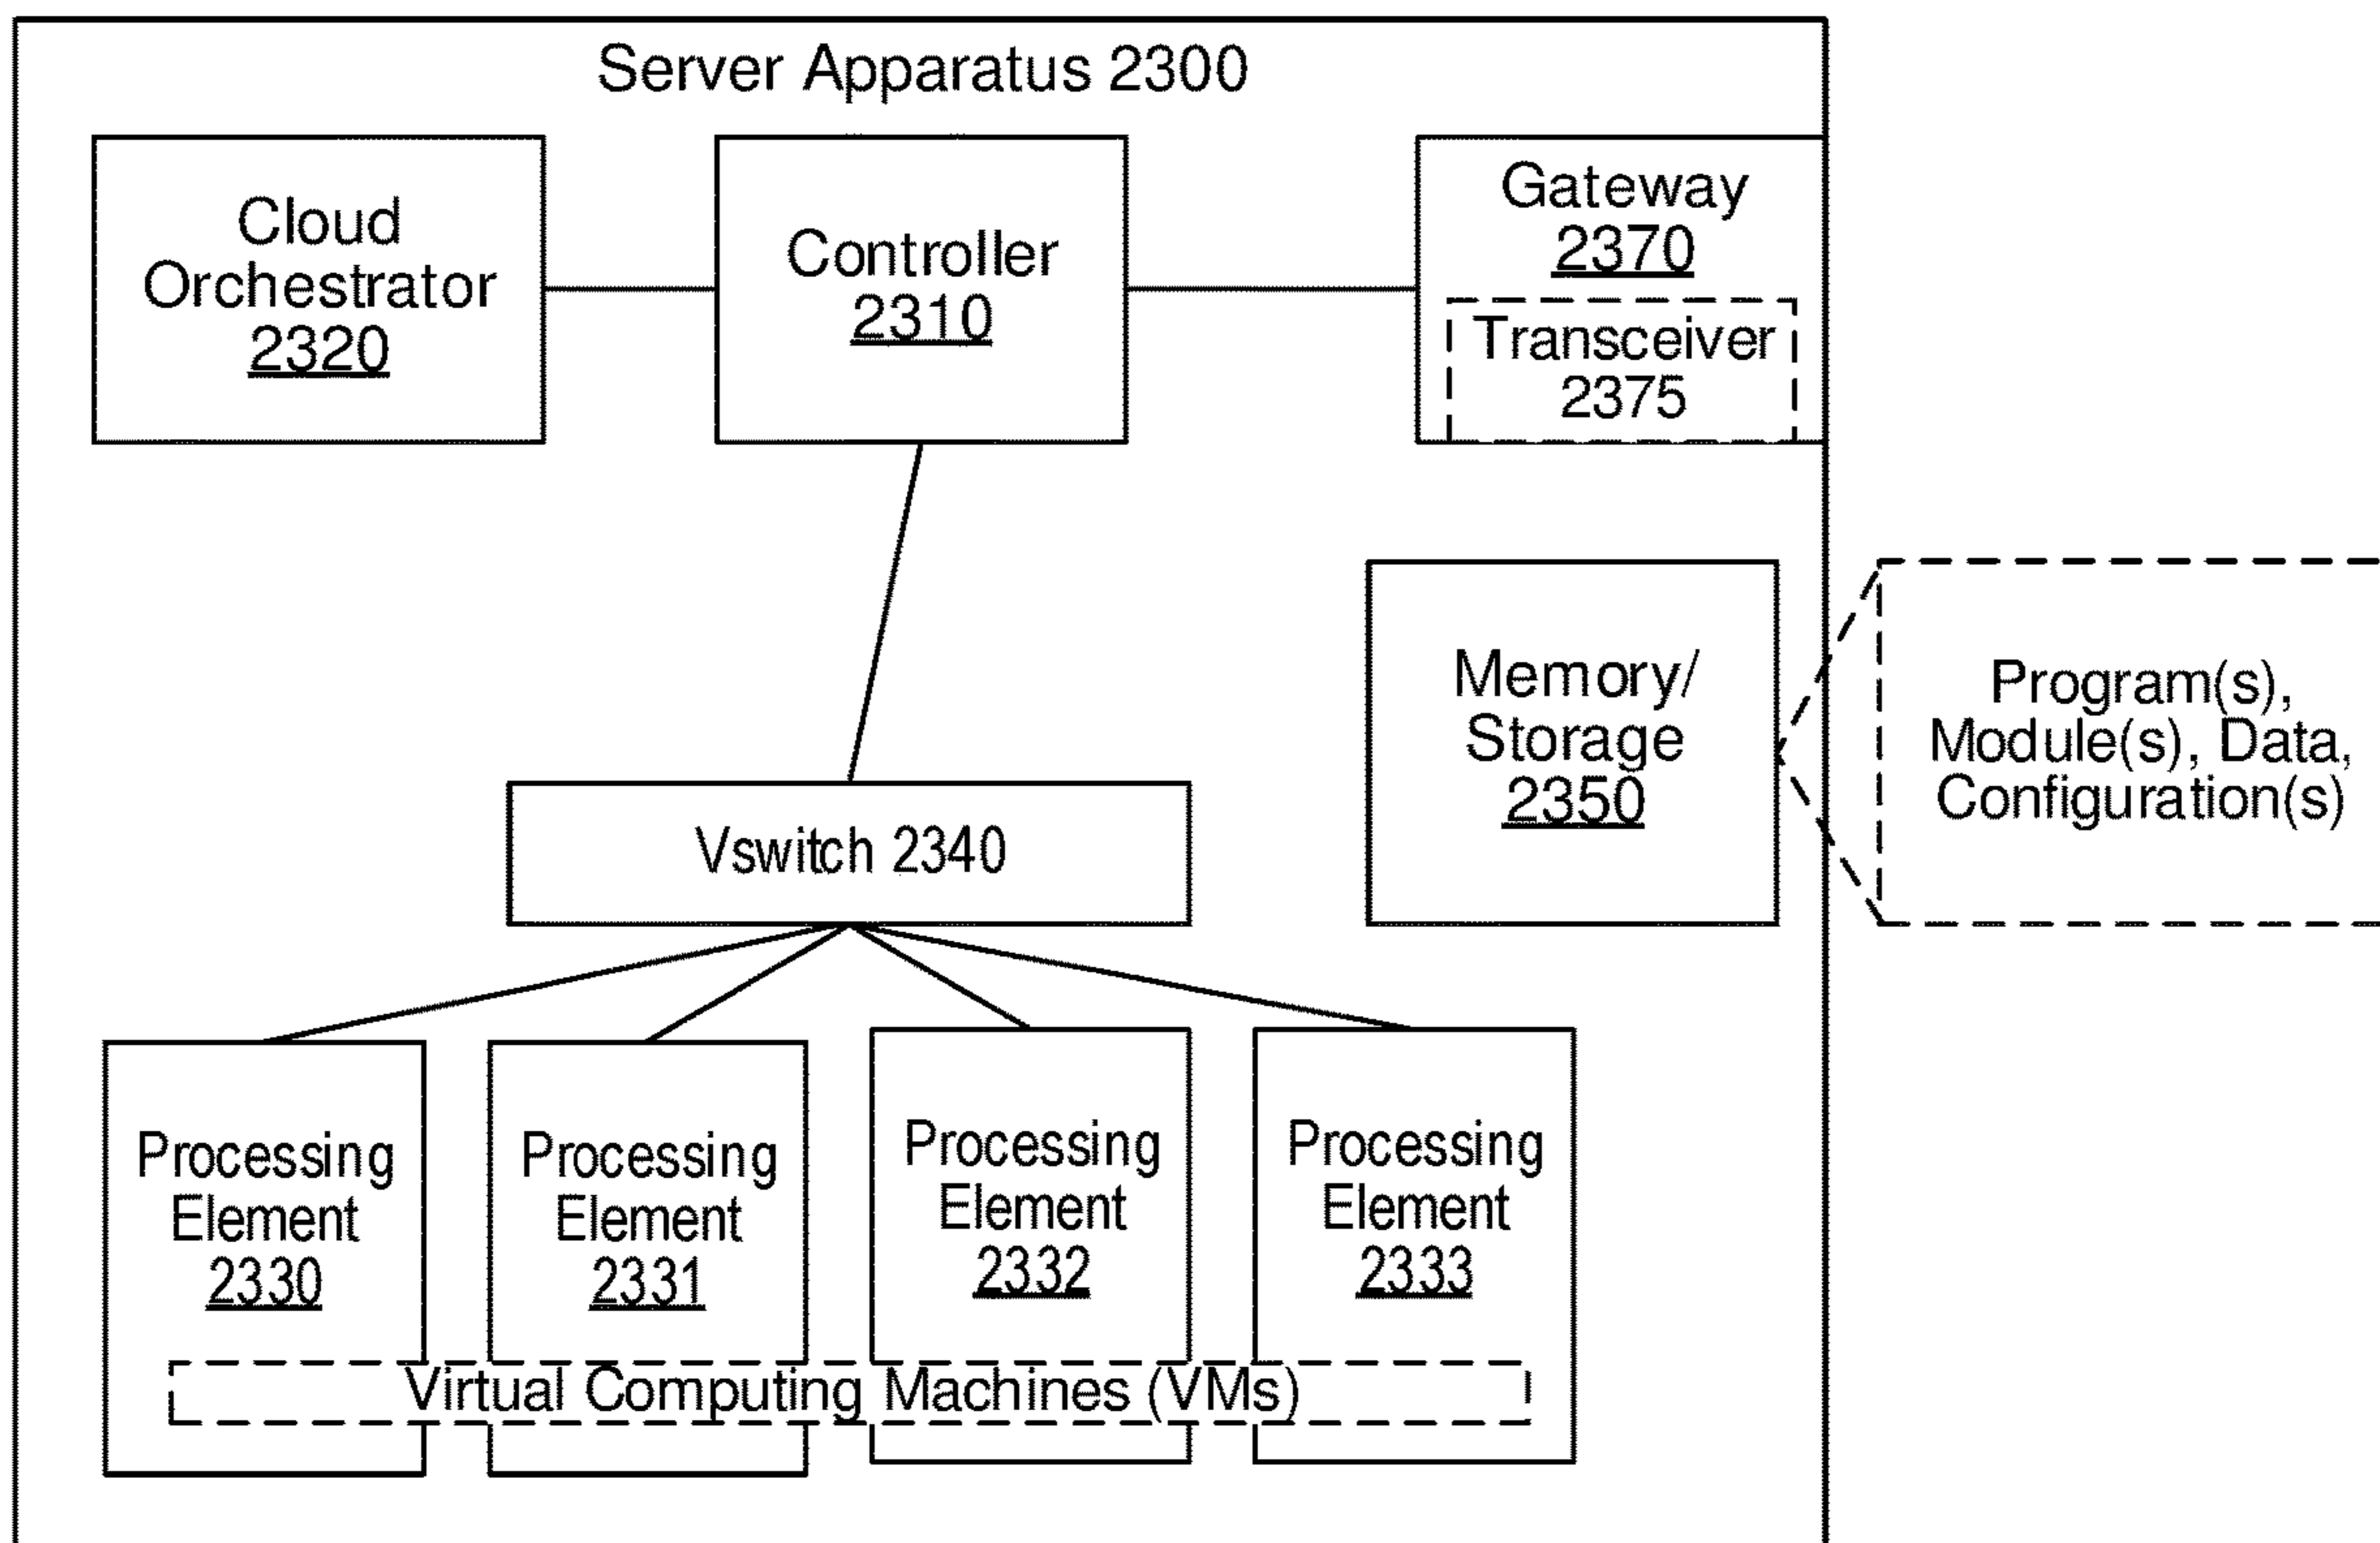 Server Apparatus 2300
Cloud
Orchestrator
2320
Controller
2310
Gateway
2370
Transceiver
2375
Memory/
Storage
2350
Program(s),
Module(s), Data,
Configuration(s)
Vswitch 2340
Processing
Element
2330
Processing
Element
2331
Processing
Element
2332
Processing
Element
2333
Virtual Computing Machines (VMs)